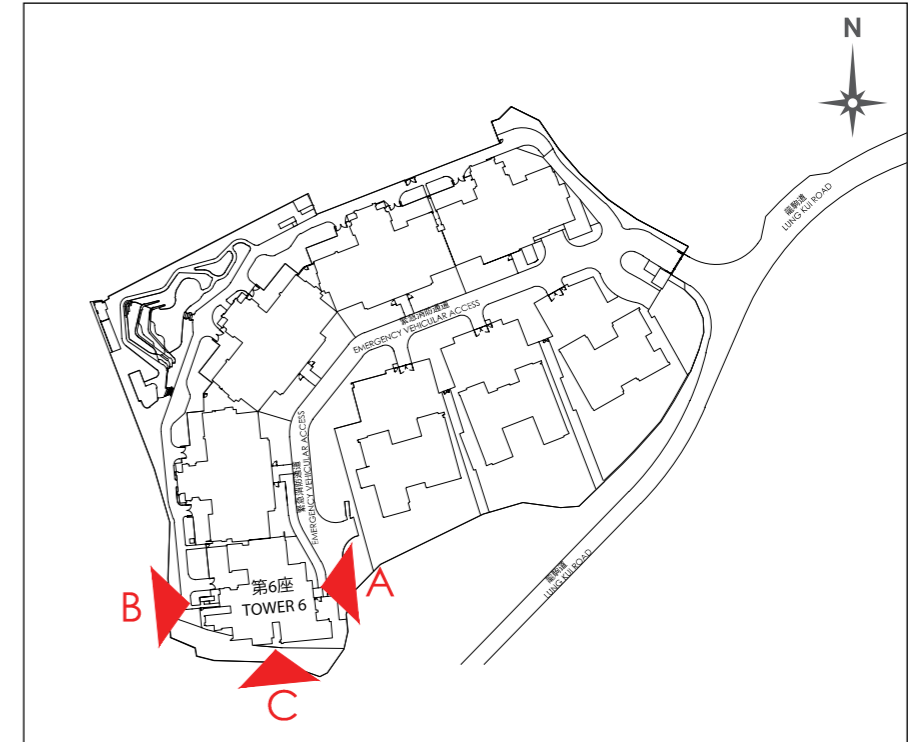 N
龍駒道
LUNG KUI ROAD
緊急消防通道
EMERGENCY VEHICULAR ACCESS
緊急消防通道
EMERGENCY VEHICULAR ACCESS
龍駒道
LUNG KUI ROAD
第6座
TOWER 6
A
B
C